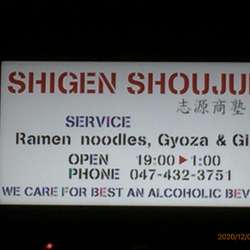 SHIGEN SHOUJU
志源商塾
SERVICE
Ramen noodles, Gyoza & Gi
OPEN 19:00▶1:00
PHONE 047-432-3751
WE CARE FOR BEST AN ALCOHOLIC BEV
2020/12/0